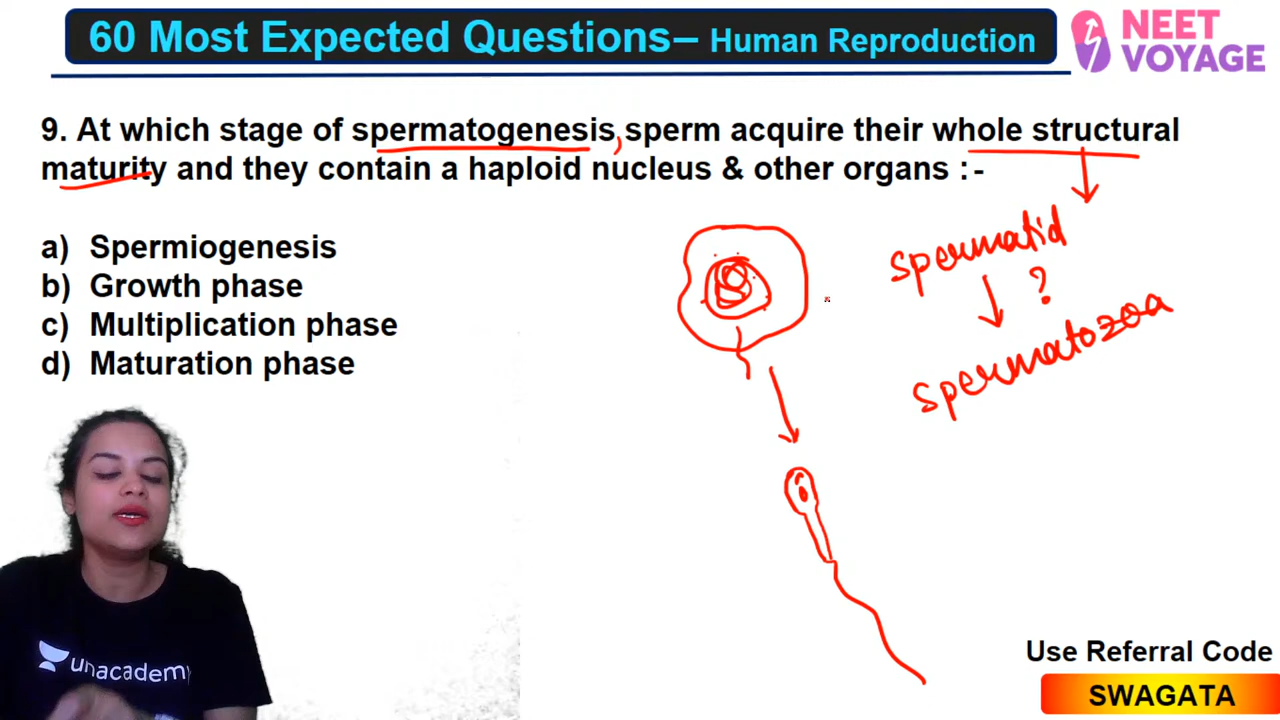 60 Most Expected Questions– Human Reproduction
NEET
VOYAGE
9. At which stage of spermatogenesis, sperm acquire their whole structural
maturity and they contain a haploid nucleus & other organs :-
a) Spermiogenesis
b) Growth phase
c) Multiplication phase
d) Maturation phase
spermatid
?
spermatozoa
unacademy
Use Referral Code
SWAGATA